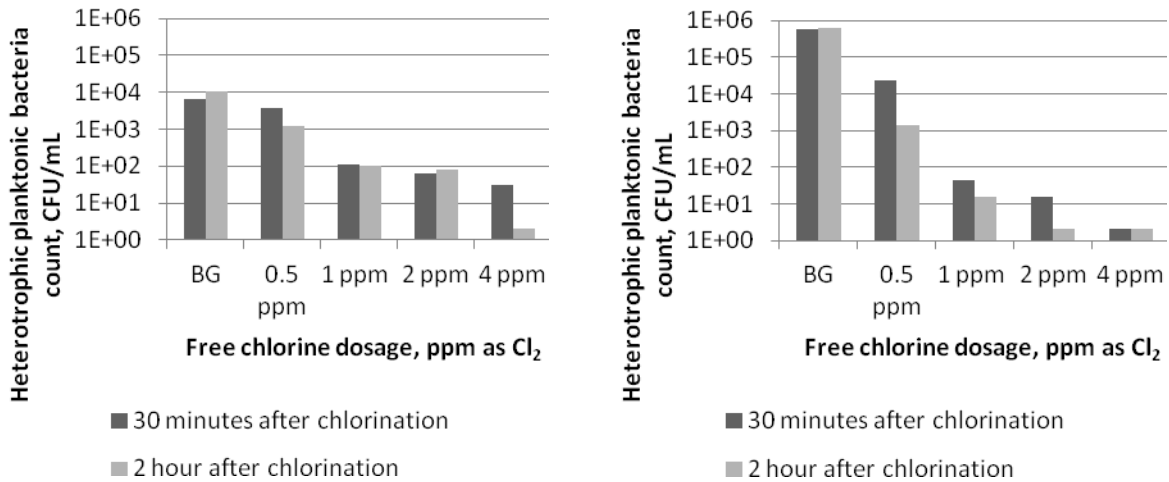 Heterotrophic planktonic bacteria
count, CFU/mL
1E+06
1E+05
1E+04
1E+03
1E+02
1E+01
1E+00
BG
0.5
ppm
1 ppm
2 ppm
4 ppm
Free chlorine dosage, ppm as Cl₂
30 minutes after chlorination
2 hour after chlorination
Heterotrophic planktonic bacteria
count, CFU/mL
1E+06
1E+05
1E+04
1E+03
1E+02
1E+01
1E+00
BG
0.5
ppm
1 ppm
2 ppm
4 ppm
Free chlorine dosage, ppm as Cl₂
30 minutes after chlorination
2 hour after chlorination